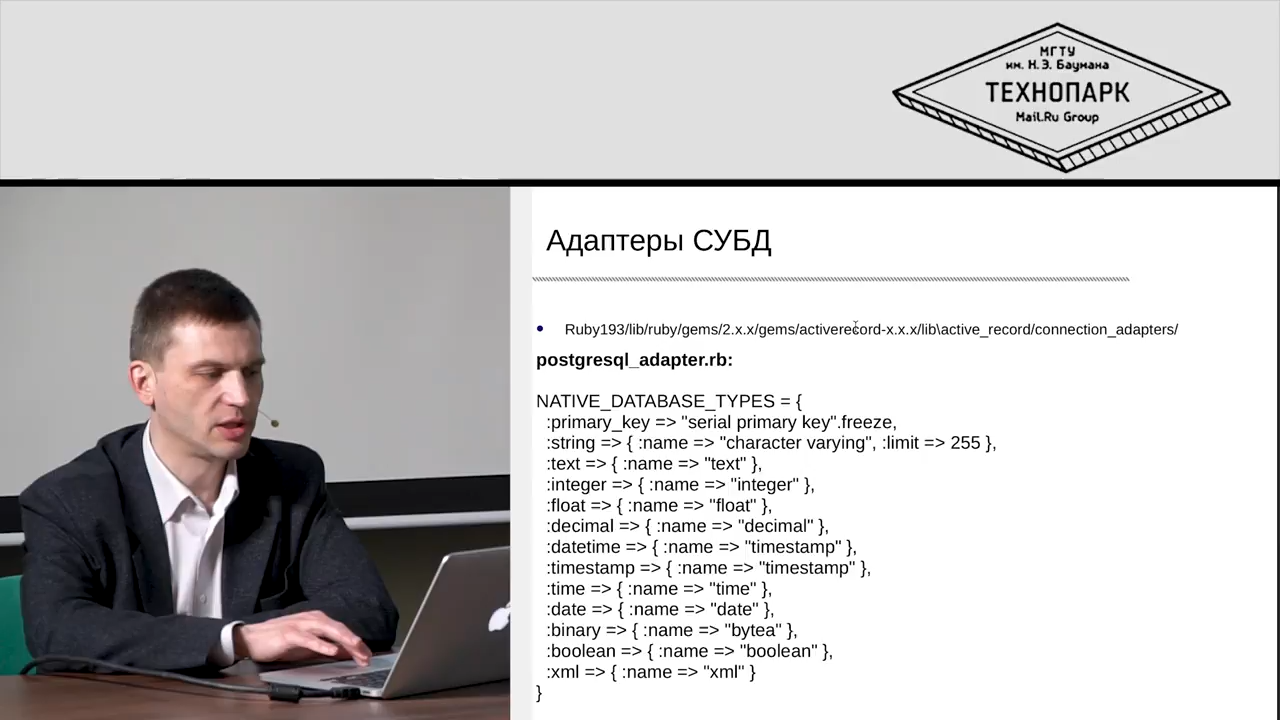 МГТУ
им. Н.Э. Баумана
ТЕХНОПАРК
Mail.Ru Group
Адаптеры СУБД
• Ruby193/lib/ruby/gems/2.x.x/gems/activerecord-x.x.x/lib\active_record/connection_adapters/
postgresql_adapter.rb:
NATIVE_DATABASE_TYPES = {
:primary_key => "serial primary key".freeze,
:string => { :name => "character varying", :limit => 255 },
:text => { :name => "text" },
:integer => { :name => "integer" },
:float => { :name => "float" },
:decimal => { :name => "decimal" },
:datetime => { :name => "timestamp" },
:timestamp => { :name => "timestamp" },
:time => { :name => "time" },
:date => { :name => "date" },
:binary => { :name => "bytea" },
:boolean => { :name => "boolean" },
:xml => { :name => "xml" }
}